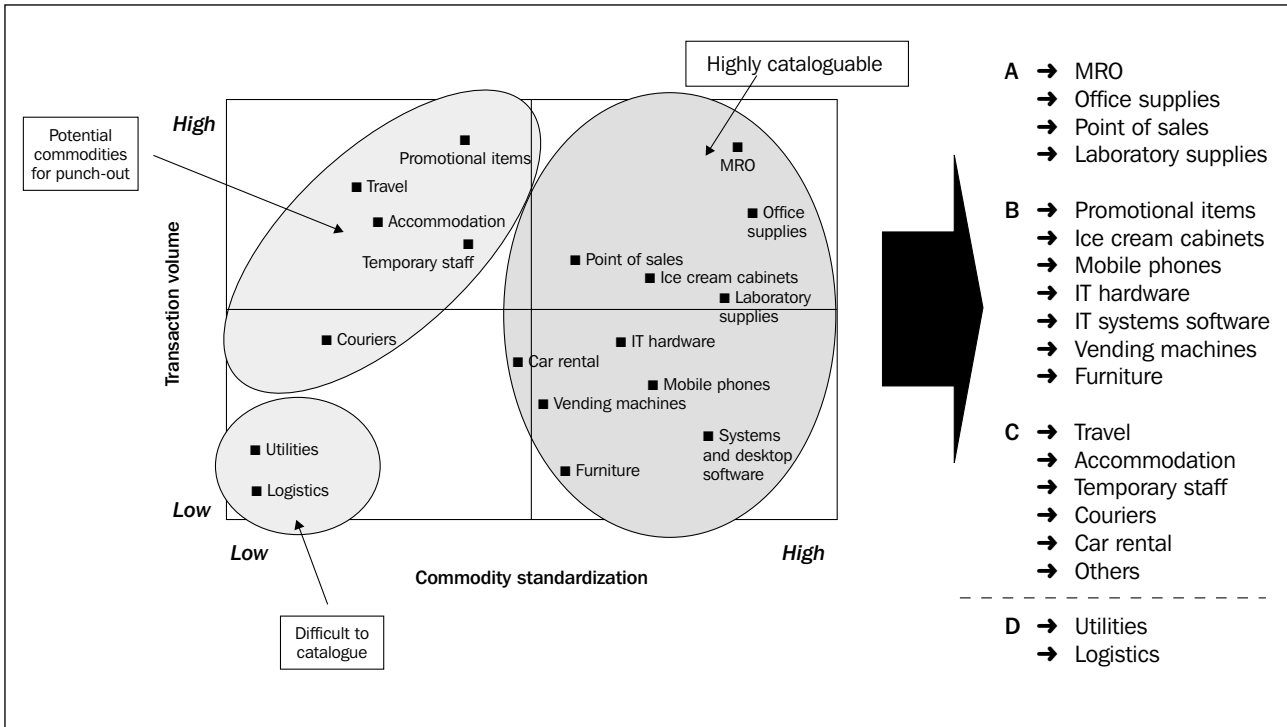 Highly cataloguable
Potential
commodities
for punch-out
High
Promotional items
MRO
Travel
Accommodation
Office
supplies
Temporary staff
Point of sales
Ice cream cabinets
Laboratory
supplies
Transaction volume
Couriers
IT hardware
Car rental
Mobile phones
Vending machines
Utilities
Systems
and desktop
software
Furniture
Logistics
Low
Low
High
Commodity standardization
Difficult to
catalogue
A ➔ MRO
➔ Office supplies
➔ Point of sales
➔ Laboratory supplies
B ➔ Promotional items
➔ Ice cream cabinets
➔ Mobile phones
➔ IT hardware
➔ IT systems software
➔ Vending machines
➔ Furniture
C ➔ Travel
➔ Accommodation
➔ Temporary staff
➔ Couriers
➔ Car rental
➔ Others
D ➔ Utilities
➔ Logistics